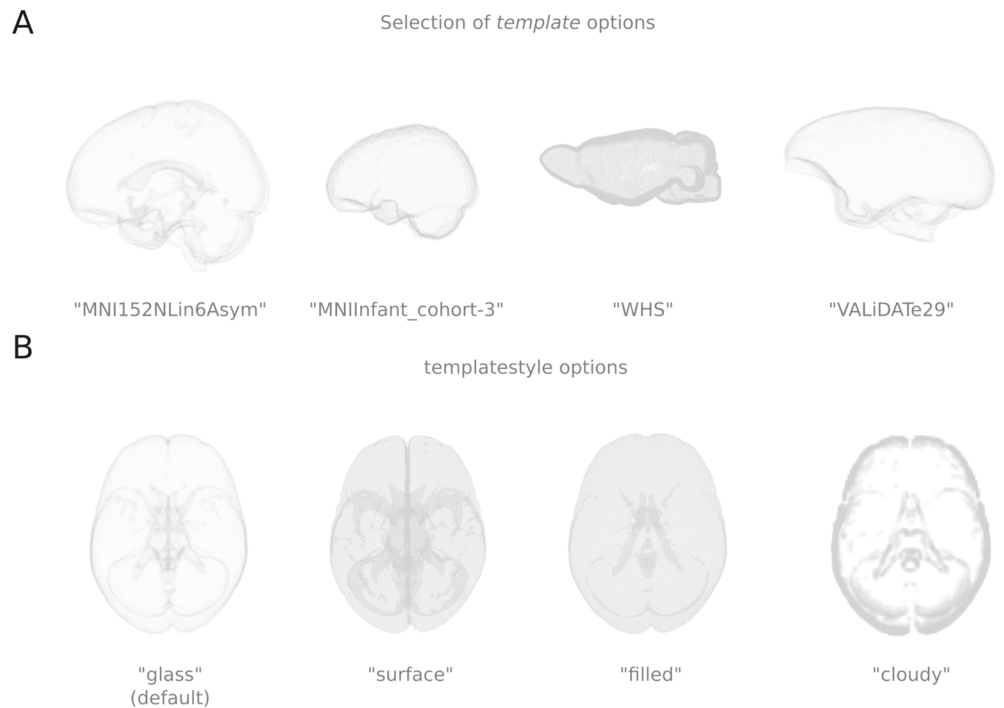 A
Selection of template options
"MNI152NLin6Asym"
"MNIInfant_cohort-3"
"WHS"
"VALiDATe29"
B
templatestyle options
"glass"
(default)
"surface"
"filled"
"cloudy"